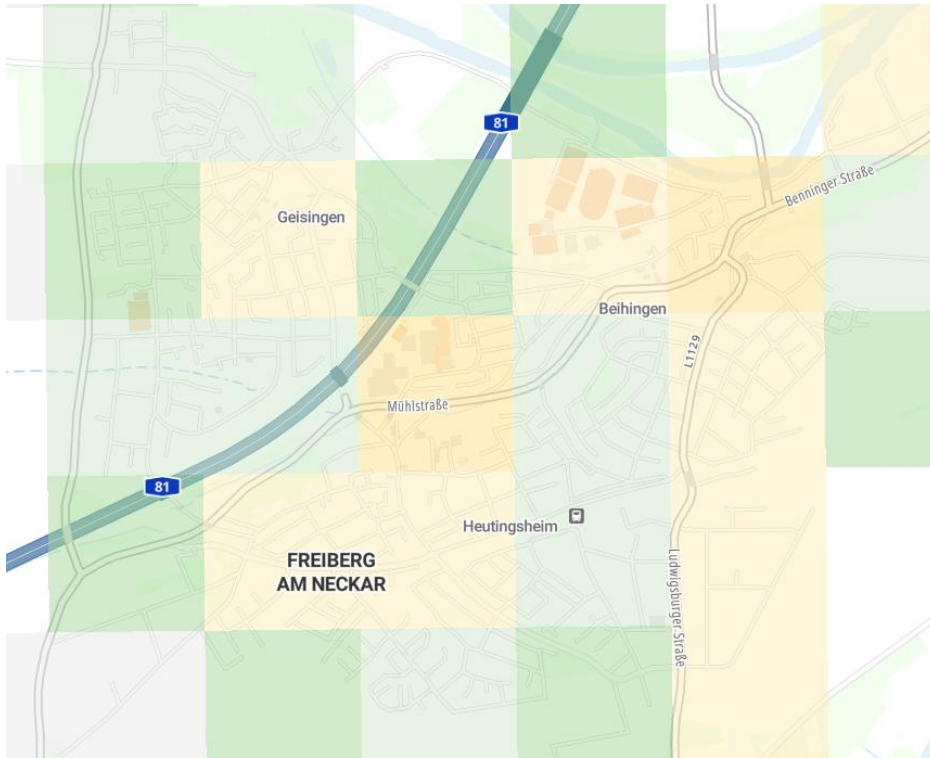 81
Benninger Straße
Geisingen
Beihingen
L1129
Mühlstraße
81
Heutingsheim
FREIBERG
AM NECKAR
Ludwigsburger Straße